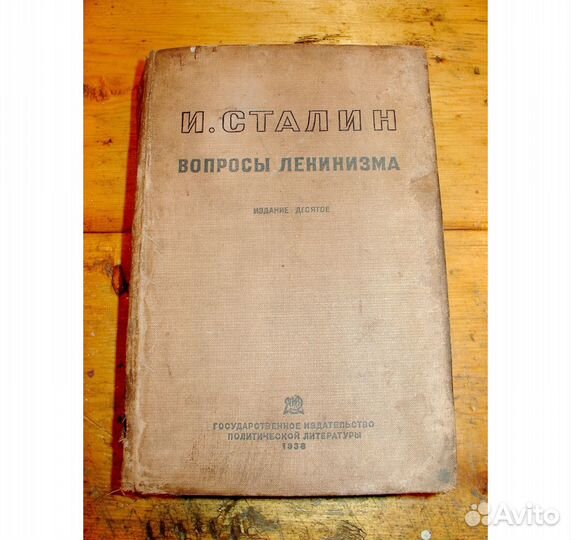 И. СТАЛИН
ВОПРОСЫ ЛЕНИНИЗМА
ИЗДАНИЕ ДЕСЯТОЕ
ГОСУДАРСТВЕННОЕ ИЗДАТЕЛЬСТВО
ПОЛИТИЧЕСКОЙ ЛИТЕРАТУРЫ
1938
Avito